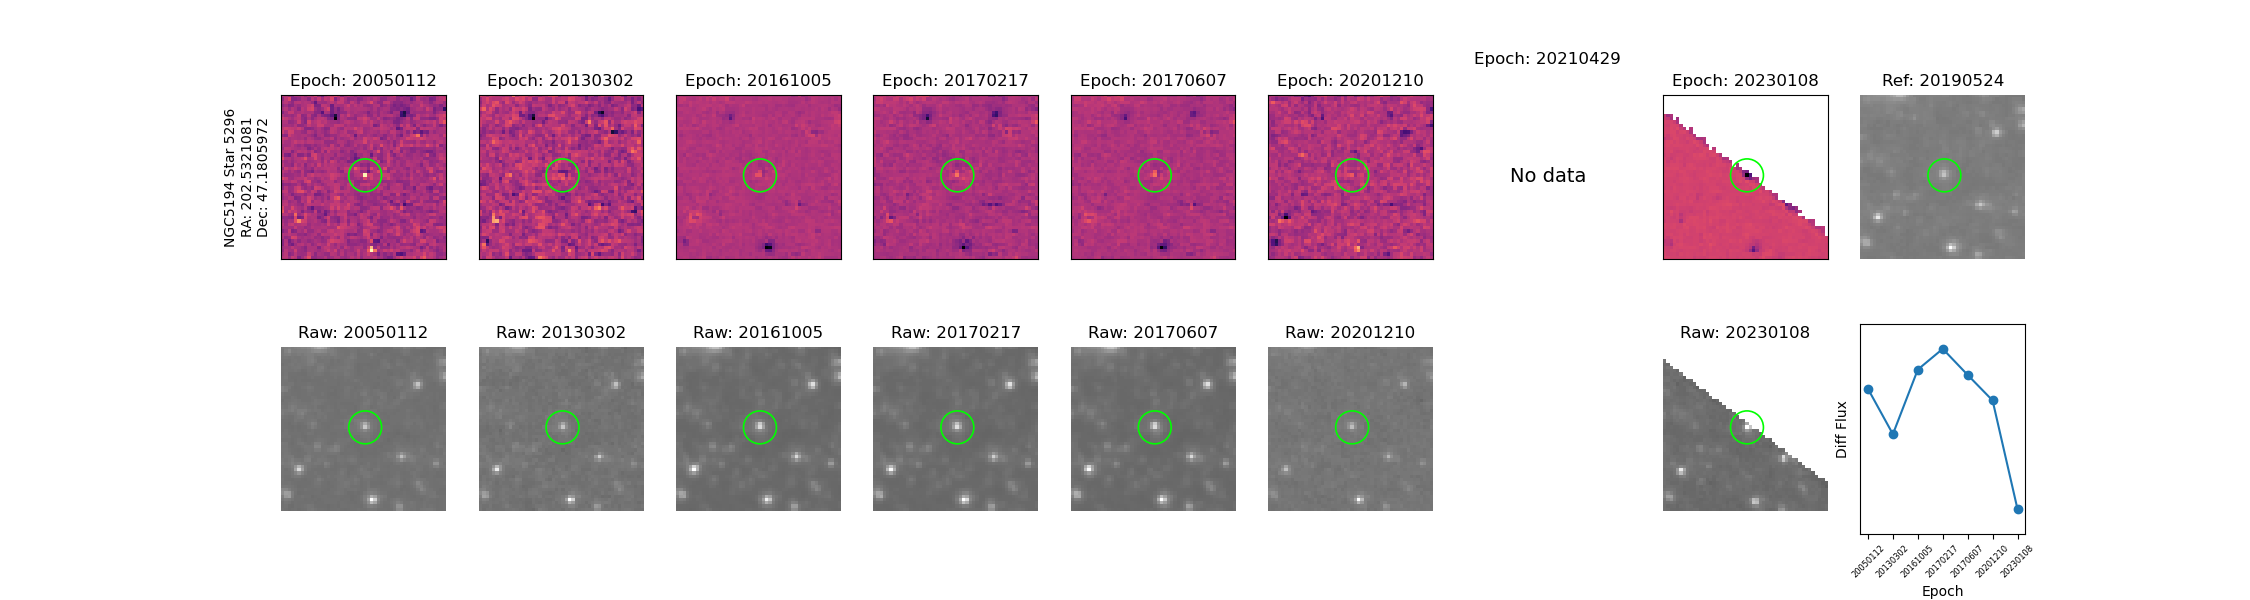 Epoch: 20210429
Epoch: 20050112
Epoch: 20130302
Epoch: 20161005
Epoch: 20170217
Epoch: 20170607
Epoch: 20201210
Epoch: 20230108
Ref: 20190524
NGC5194 Star 5296
RA: 202.53321081
Dec: 47.18805972
No data
Raw: 20050112
Raw: 20130302
Raw: 20161005
Raw: 20170217
Raw: 20170607
Raw: 20201210
Raw: 20230108
Diff Flux
20050112
20130302
20161005
20170217
20170607
20201210
20230108
Epoch